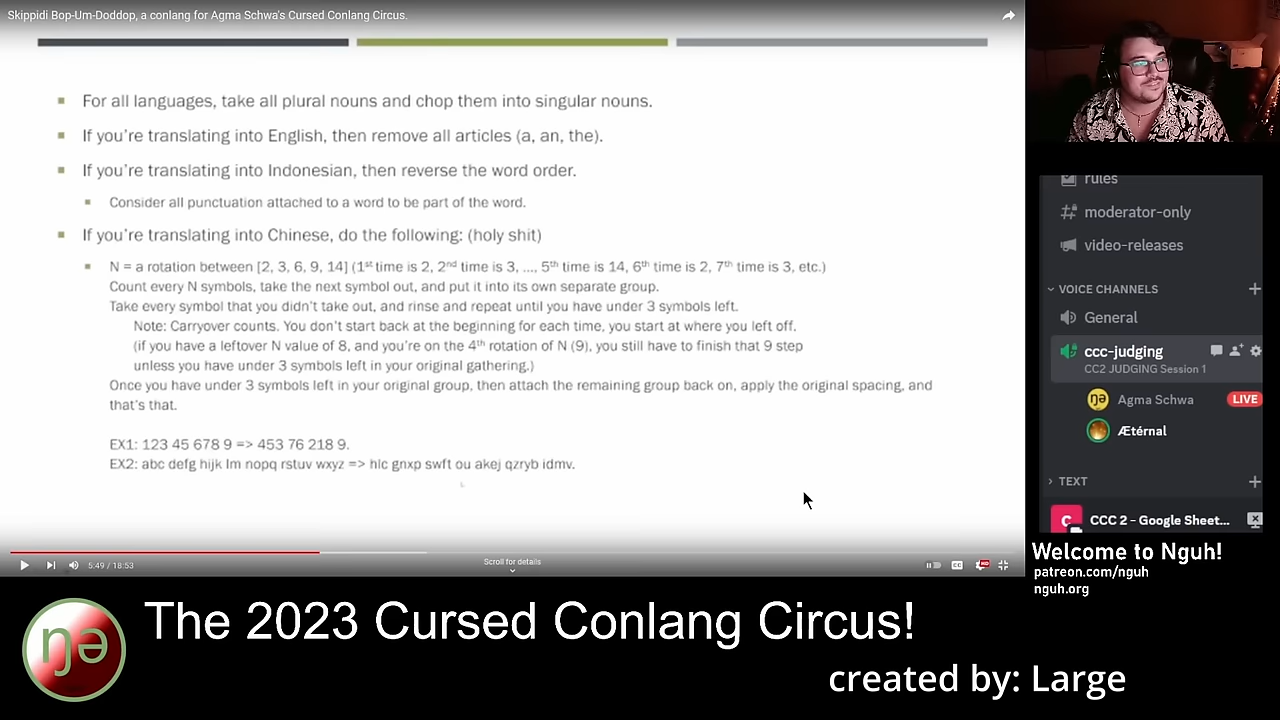 Skippidi Bop-Um-Doddop, a conlang for Agma Schwa's Cursed Conlang Circus.
For all languages, take all plural nouns and chop them into singular nouns.
If you're translating into English, then remove all articles (a, an, the).
If you're translating into Indonesian, then reverse the word order.
Consider all punctuation attached to a word to be part of the word.
If you're translating into Chinese, do the following: (holy shit)
N = a rotation between [2, 3, 6, 9, 14] (1st time is 2, 2nd time is 3, ..., 5th time is 14, 6th time is 2, 7th time is 3, etc.)
Count every N symbols, take the next symbol out, and put it into its own separate group.
Take every symbol that you didn't take out, and rinse and repeat until you have under 3 symbols left.
Note: Carryover counts. You don't start back at the beginning for each time, you start at where you left off.
(if you have a leftover N value of 8, and you're on the 4th rotation of N (9), you still have to finish that 9 step
unless you have under 3 symbols left in your original gathering.)
Once you have under 3 symbols left in your original group, then attach the remaining group back on, apply the original spacing, and
that's that.
EX1: 123 45 678 9 => 453 76 218 9.
EX2: abc defg hijk lm nopq rstuv wxyz => hlc gnxp swft ou akej qzryb idmv.
5:49 / 18:53
Scroll for details
CC
HD
rules
moderator-only
video-releases
VOICE CHANNELS
General
ccc-judging
CC2 JUDGING Session 1
ŋə
Agma Schwa
LIVE
Ætérnal
TEXT
C
CCC 2 - Google Sheet...
Welcome to Nguh!
patreon.com/nguh
nguh.org
ŋə
The 2023 Cursed Conlang Circus!
created by: Large